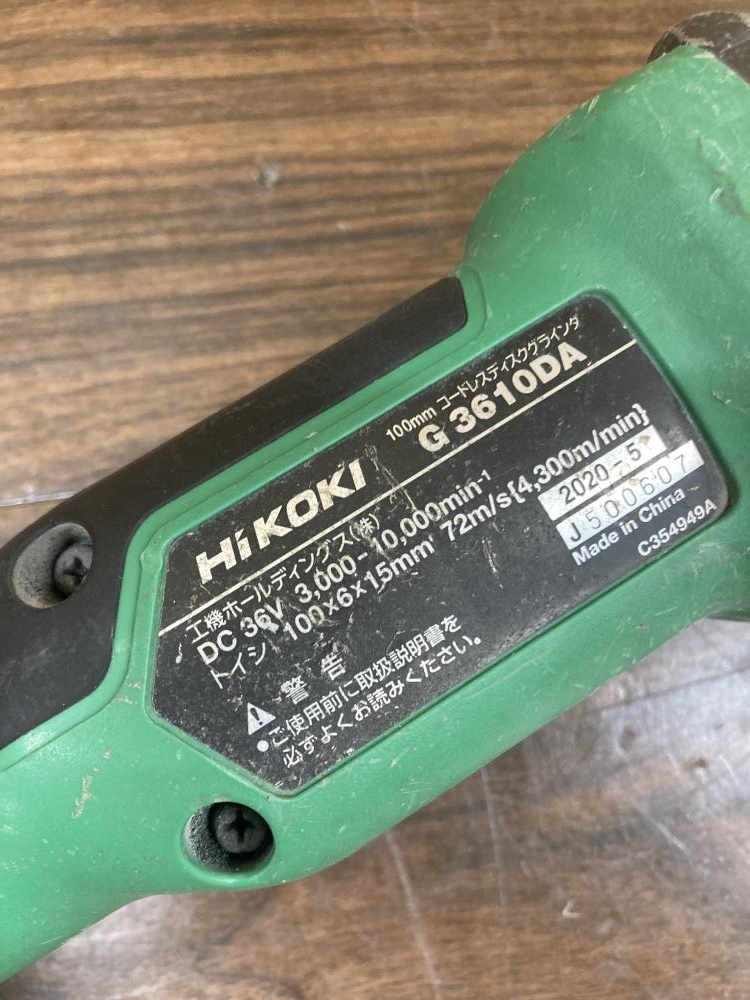 100mm コードレスディスクグラインダ
HiKOKI G 3610DA
工機ホールディングス(株)
DC 36V 3,000-10,000min⁻¹
トイシ 100×6×15mm 72m/s{4,300m/min}
2020-5
J500607
Made in China
C354949A
警告
●ご使用前に取扱説明書を
必ずよくお読みください。